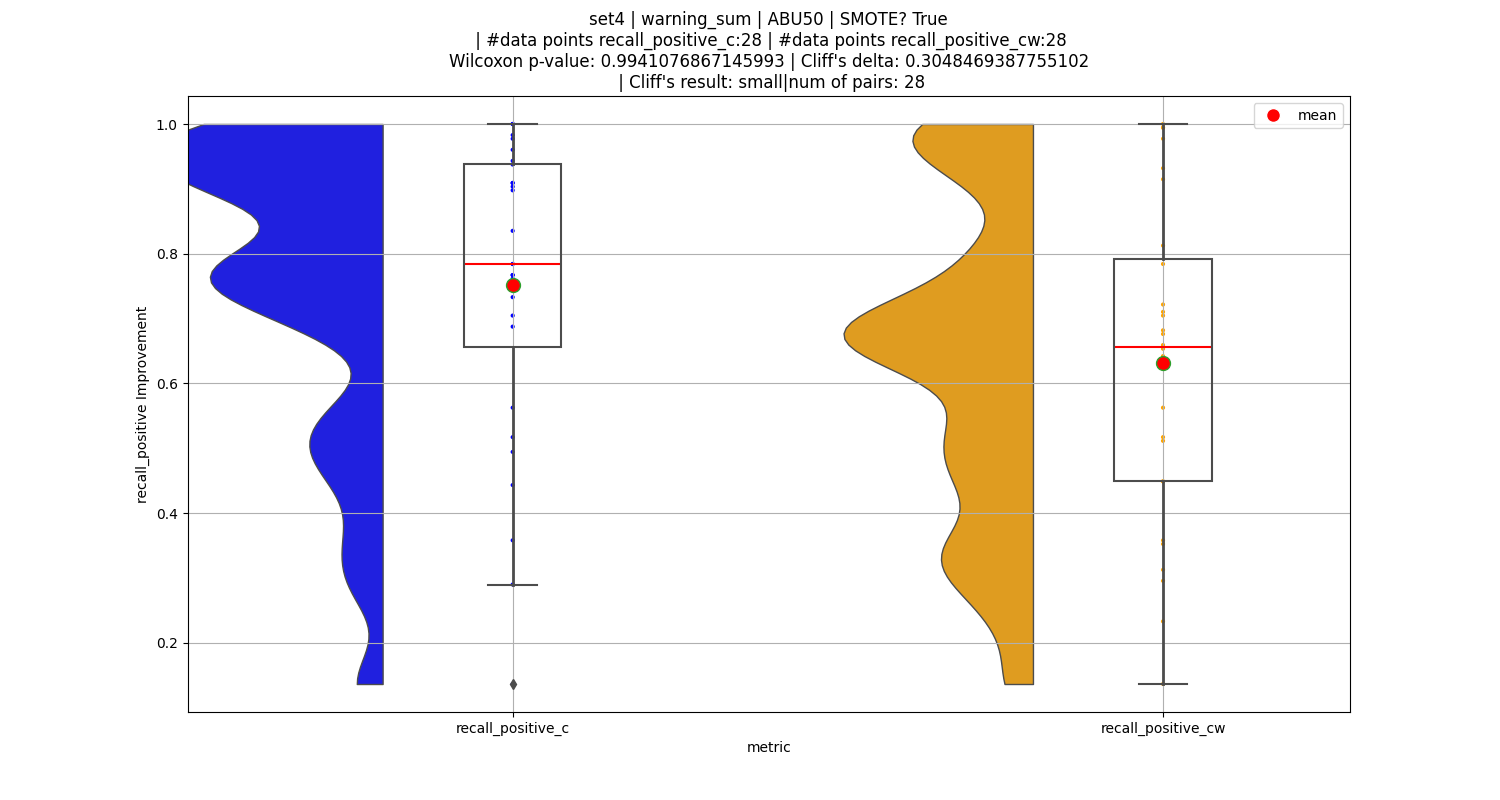 set4 | warning_sum | ABU50 | SMOTE? True
| #data points recall_positive_c:28 | #data points recall_positive_cw:28
Wilcoxon p-value: 0.9941076867145993 | Cliff's delta: 0.3048469387755102
| Cliff's result: small|num of pairs: 28
mean
1.0
0.8
0.6
0.4
0.2
recall_positive Improvement
recall_positive_c
recall_positive_cw
metric